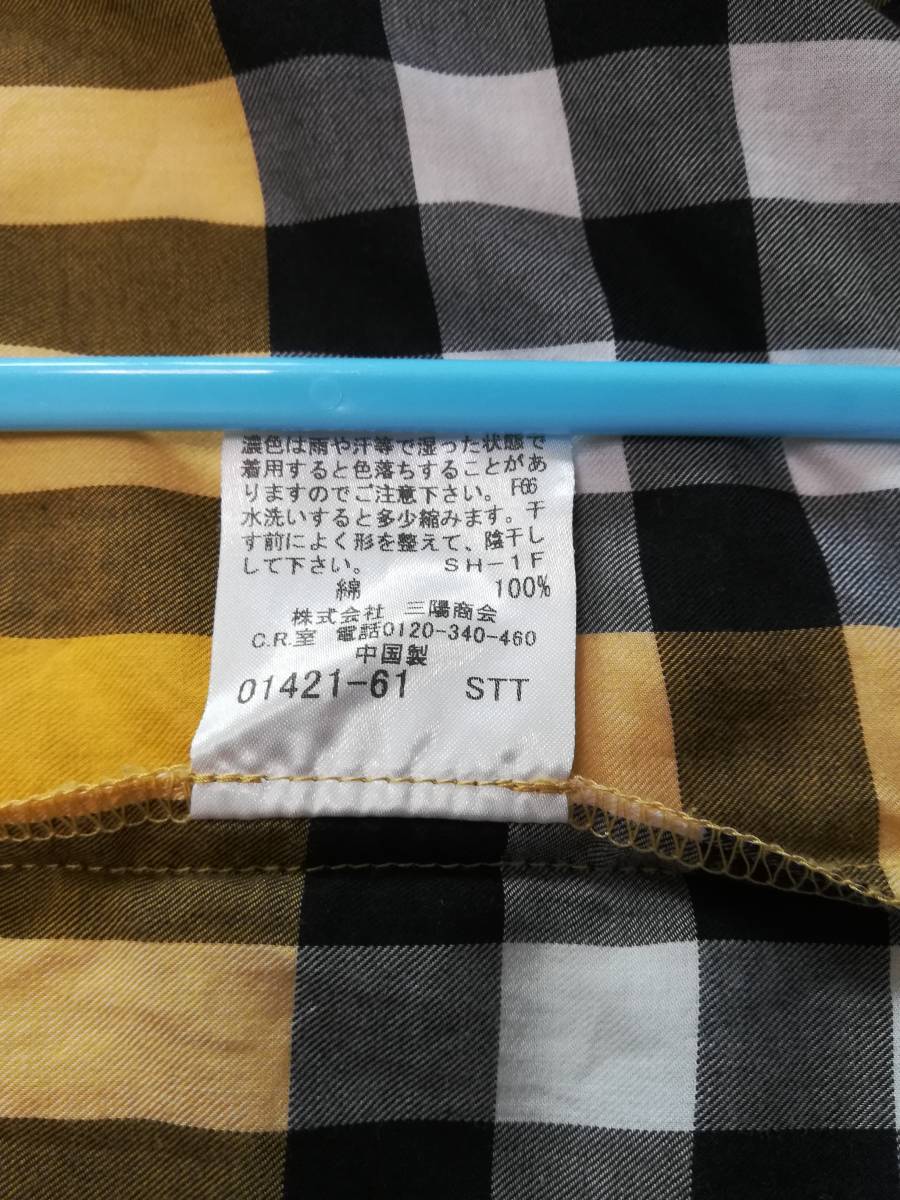 濃色は雨や汗等で湿った状態で
着用すると色落ちすることがあ
りますのでご注意下さい。 F66
水洗いすると多少縮みます。干
す前によく形を整えて、陰干し
して下さい。 SH-1F
綿 100%
株式会社 三陽商会
C.R.室 電話0120-340-460
中国製
01421-61 STT